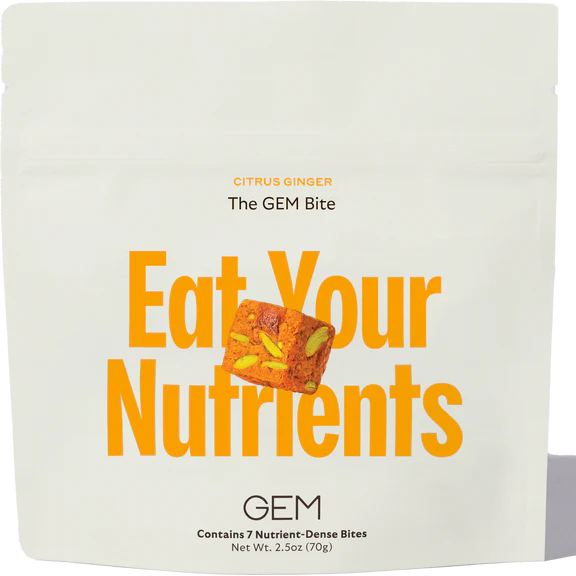 CITRUS GINGER
The GEM Bite
Eat Your
Nutrients
GEM
Contains 7 Nutrient-Dense Bites
Net Wt. 2.5oz (70g)